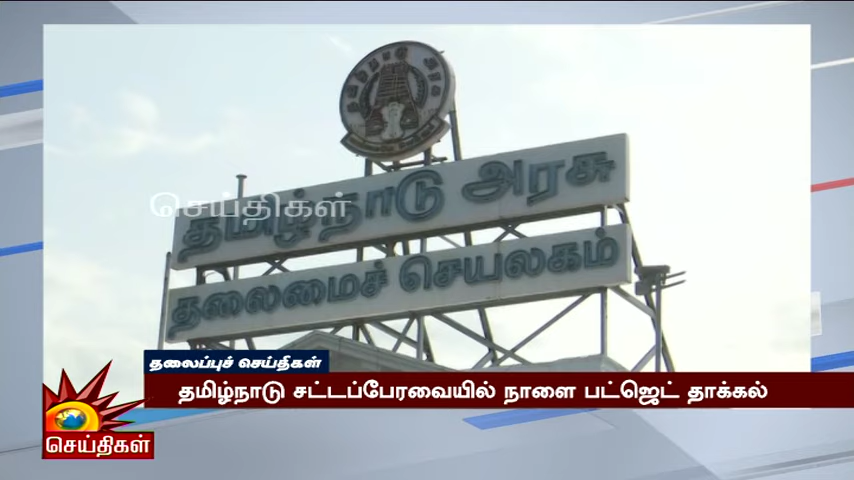 தமிழ்நாடு அரசு
செய்திகள்
தலைமைச் செயலகம்
தலைப்புச் செய்திகள்
தமிழ்நாடு சட்டப்பேரவையில் நாளை பட்ஜெட் தாக்கல்
செய்திகள்